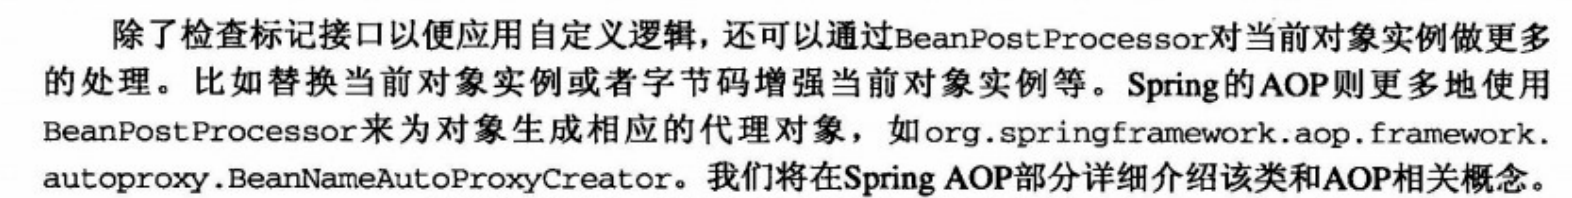 除了检查标记接口以便应用自定义逻辑，还可以通过BeanPostProcessor对当前对象实例做更多
的处理。比如替换当前对象实例或者字节码增强当前对象实例等。Spring的AOP则更多地使用
BeanPostProcessor来为对象生成相应的代理对象，如org.springframework.aop.framework.
autoproxy.BeanNameAutoProxyCreator。我们将在Spring AOP部分详细介绍该类和AOP相关概念。